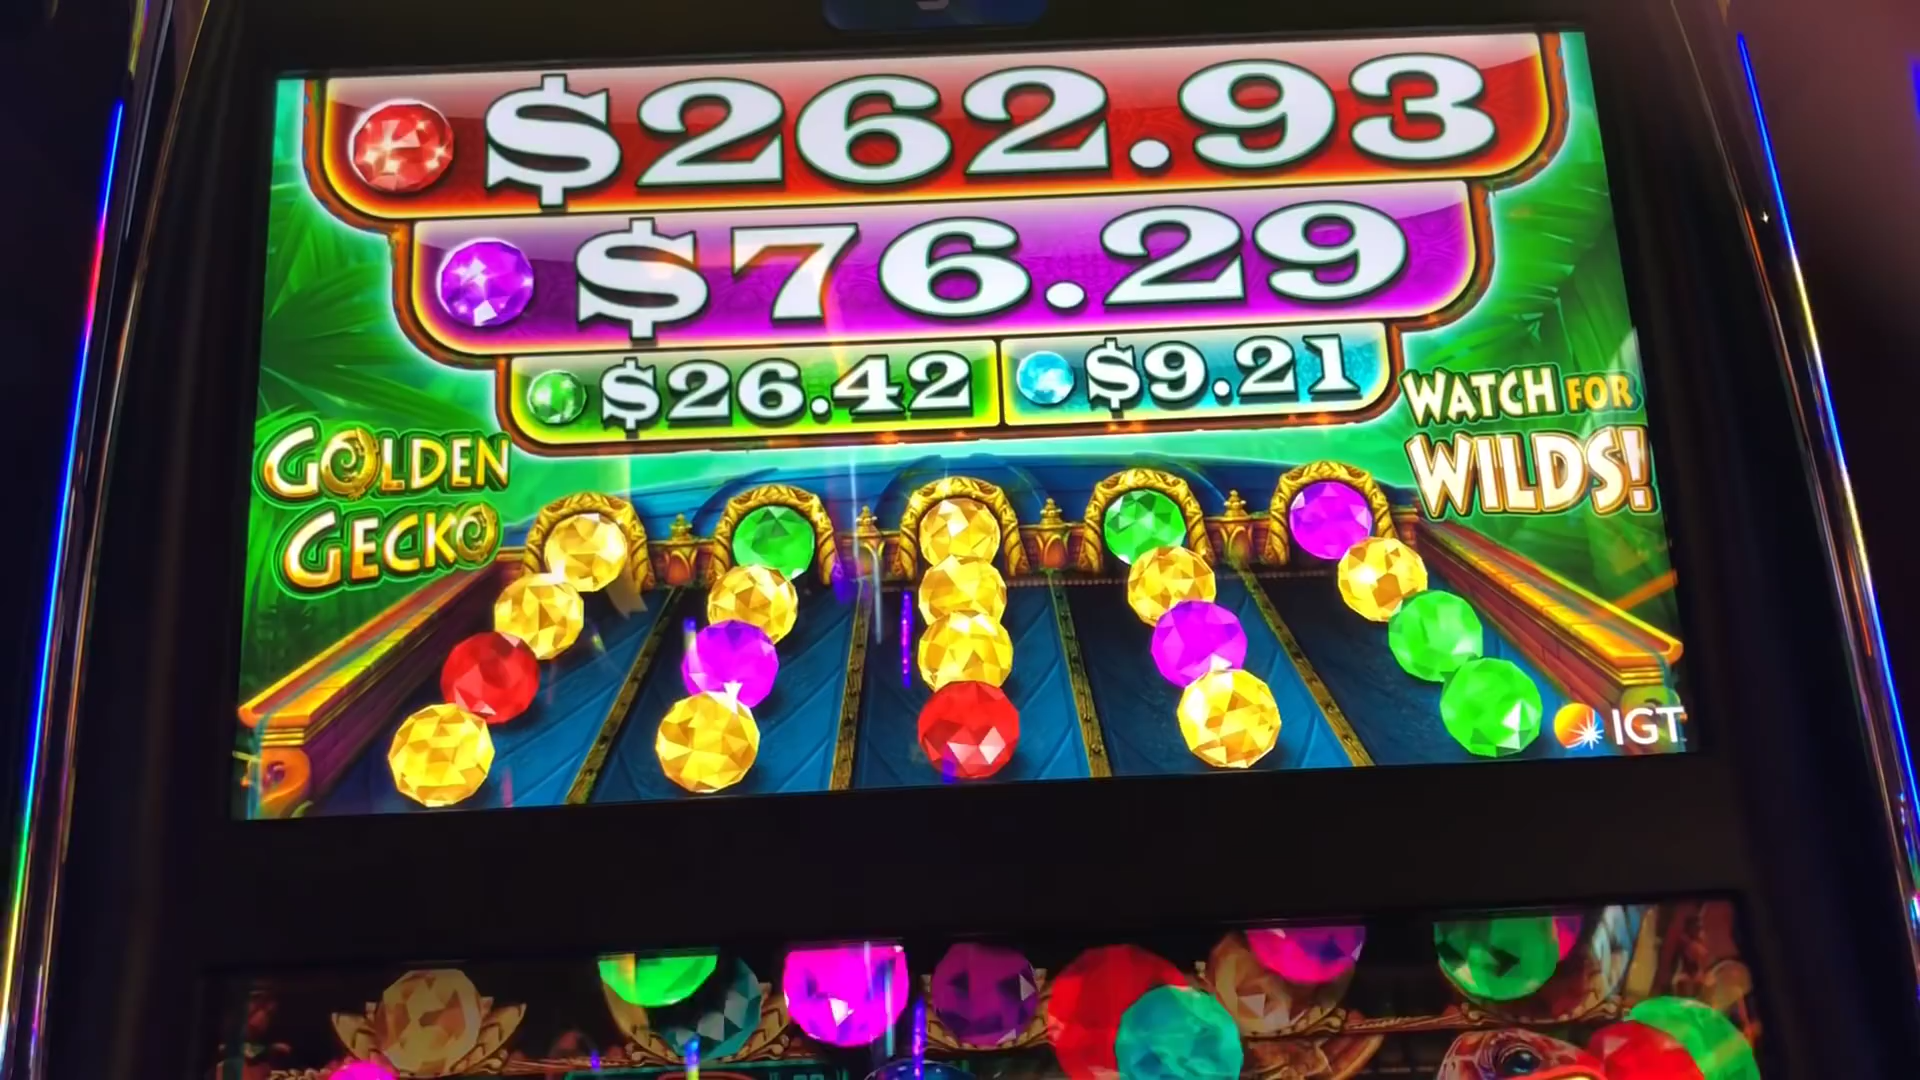 $262.93
$76.29
$26.42
$9.21
GOLDEN
GECKO
WATCH FOR
WILDS!
IGT